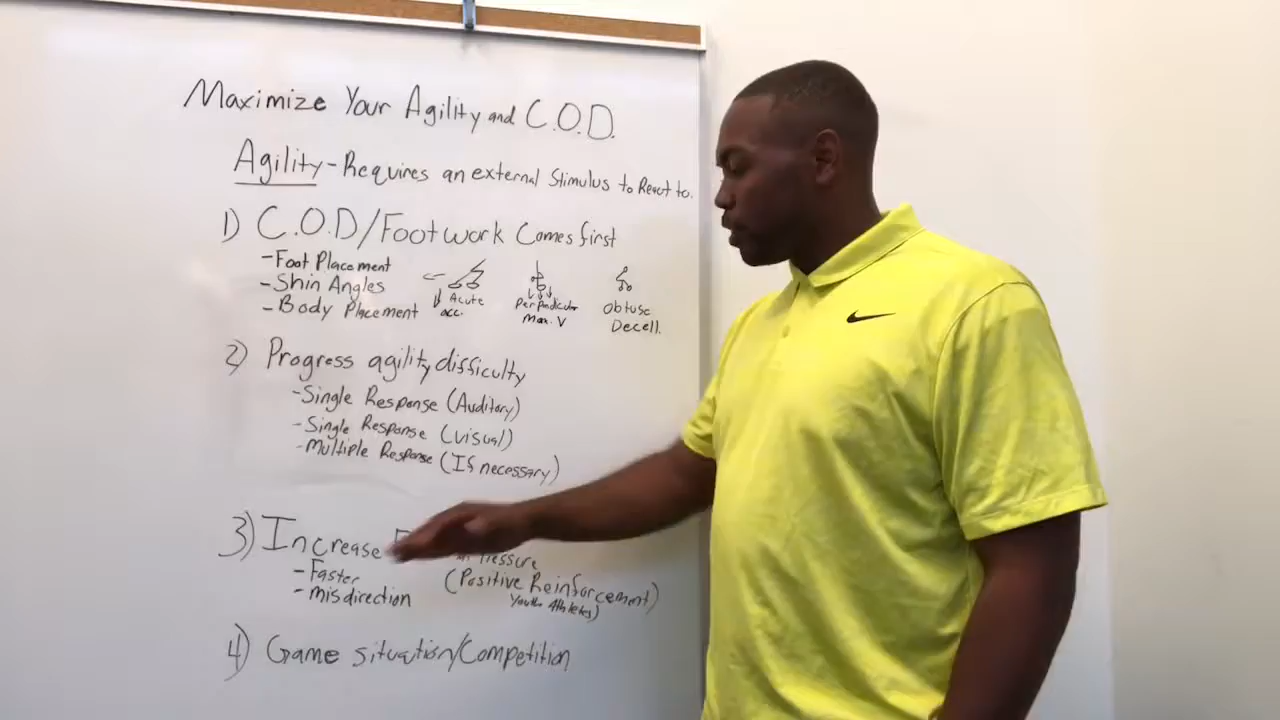 Maximize Your Agility and C.O.D.
Agility - Requires an external Stimulus to React to.
1) C.O.D/Footwork Comes first
- Foot Placement
- Shin Angles
- Body Placement
Acute
acc.
Perpadicular
Max. V
Obtuse
Decell.
2) Progress agility difficulty
- Single Response (Auditory)
- Single Response (visual)
- Multiple Response (If necessary)
3) Increase
- Faster
- misdirection
Pressure
(Positive Reinforcement)
Youth Athletes)
4) Game situation/Competition